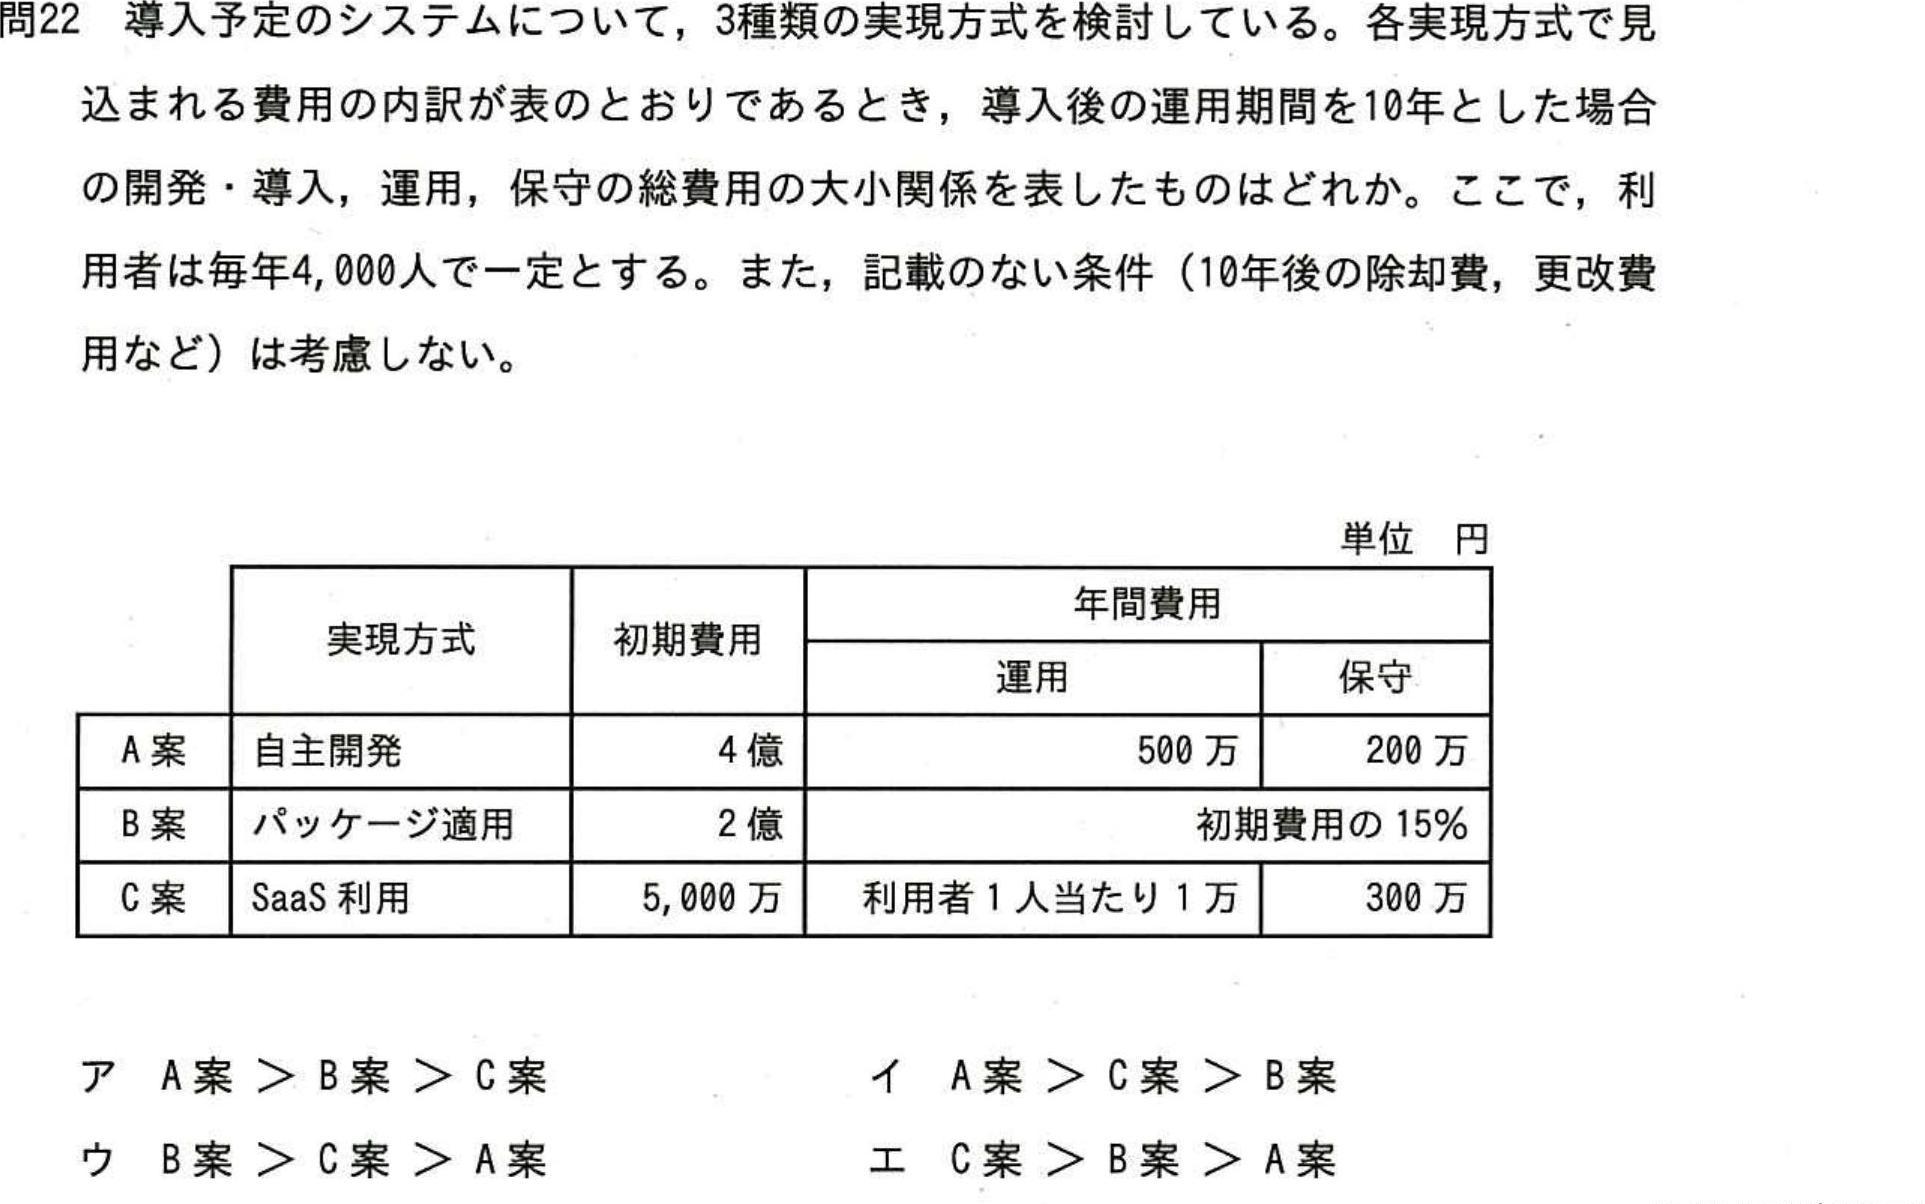 問22　導入予定のシステムについて，3種類の実現方式を検討している。各実現方式で見
込まれる費用の内訳が表のとおりであるとき，導入後の運用期間を10年とした場合
の開発・導入，運用，保守の総費用の大小関係を表したものはどれか。ここで，利
用者は毎年4,000人で一定とする。また，記載のない条件（10年後の除却費，更改費
用など）は考慮しない。
単位　円
実現方式　初期費用　年間費用
運用　保守
A案　自主開発　4億　500万　200万
B案　パッケージ適用　2億　初期費用の15%
C案　SaaS利用　5,000万　利用者1人当たり1万　300万
ア　A案 ＞ B案 ＞ C案　イ　A案 ＞ C案 ＞ B案
ウ　B案 ＞ C案 ＞ A案　エ　C案 ＞ B案 ＞ A案